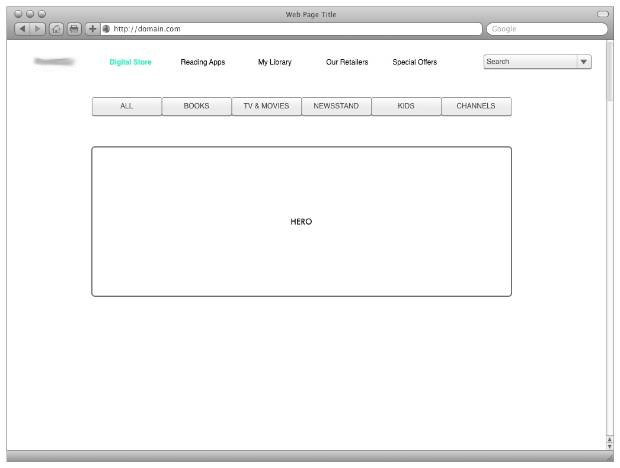 Web Page Title
http://domain.com
Google
Digital Store
Reading Apps
My Library
Our Retailers
Special Offers
Search
ALL
BOOKS
TV & MOVIES
NEWSSTAND
KIDS
CHANNELS
HERO